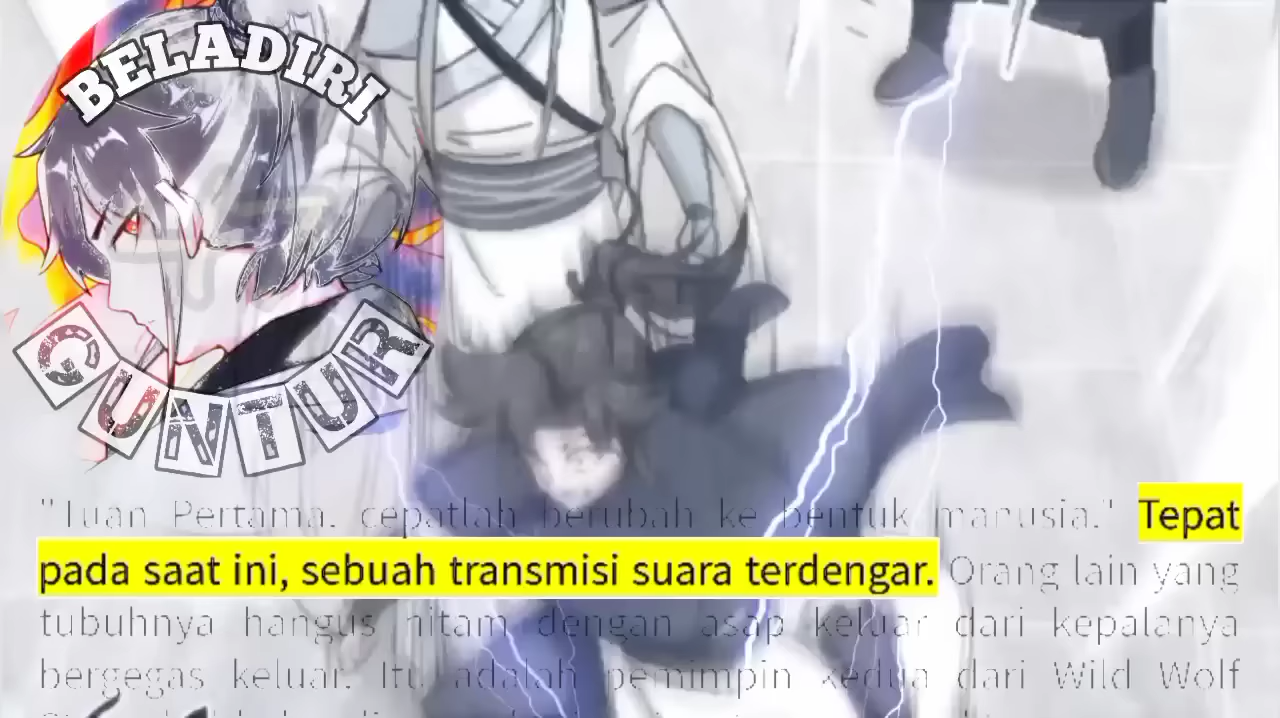 BELADIRI
GUNTUR
"Tuan Pertama, cepatlah berubah ke bentuk manusia." Tepat
pada saat ini, sebuah transmisi suara terdengar. Orang lain yang
tubuhnya hangus hitam dengan asap keluar dari kepalanya
bergegas keluar. Itu adalah pemimpin kedua dari Wild Wolf